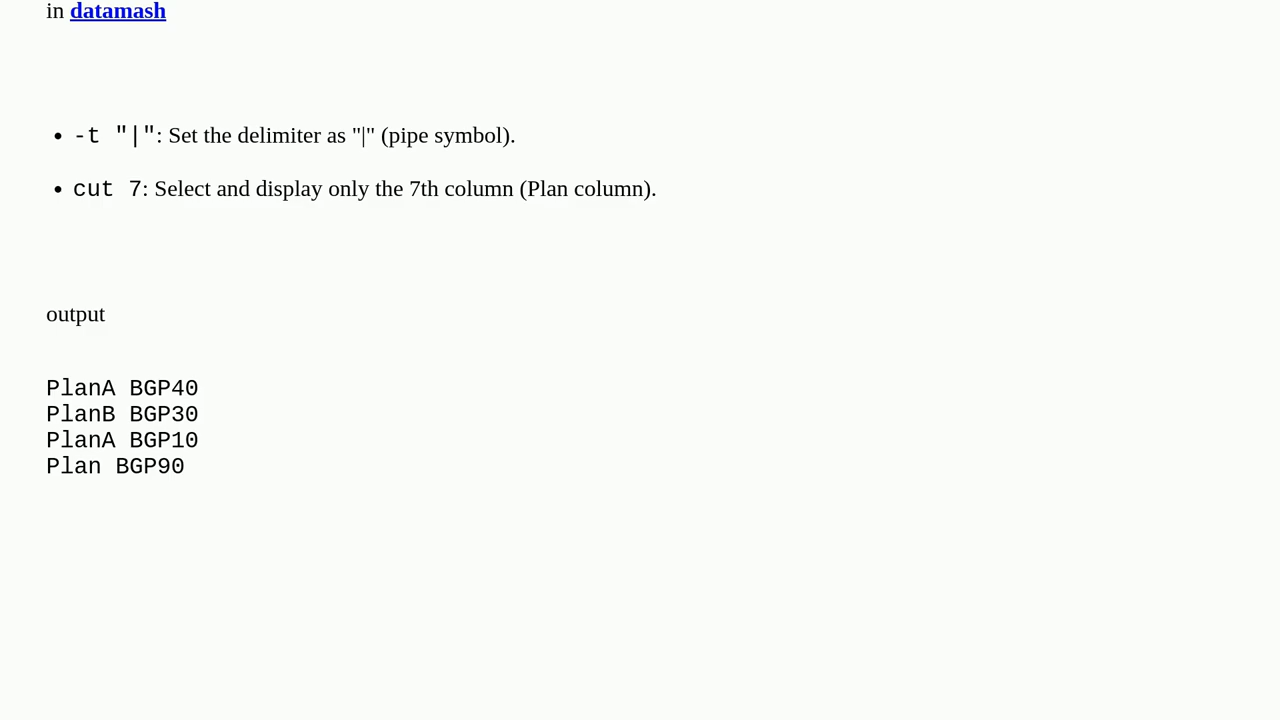 in datamash
• -t "|": Set the delimiter as "|" (pipe symbol).
• cut 7: Select and display only the 7th column (Plan column).
output
PlanA BGP40
PlanB BGP30
PlanA BGP10
Plan BGP90